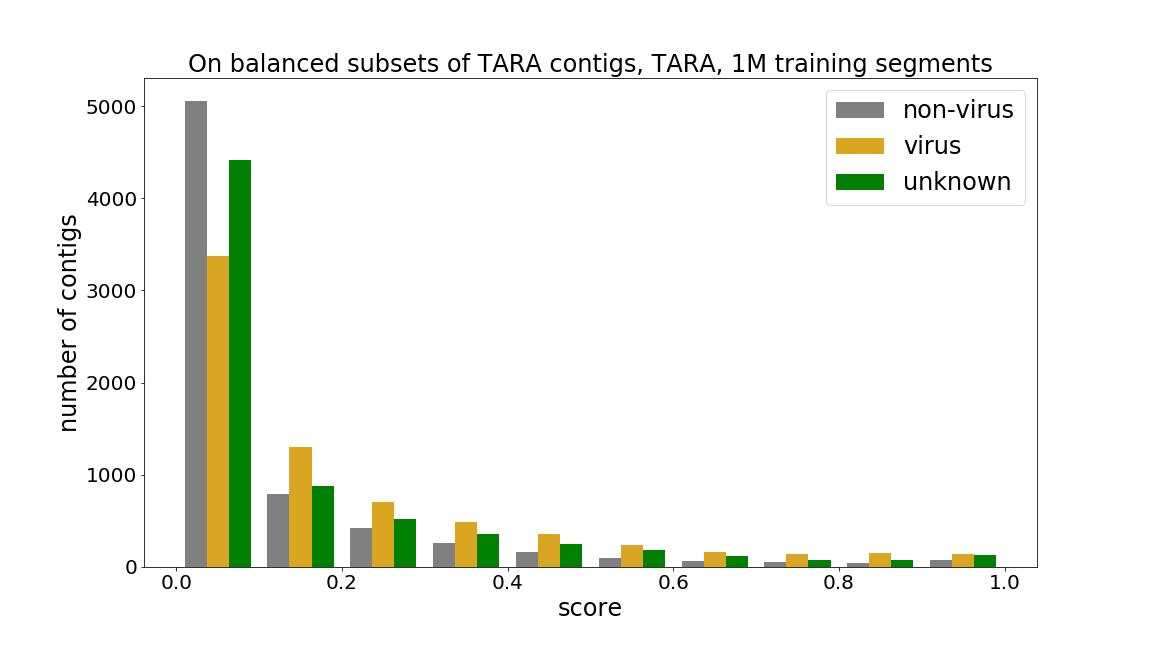 On balanced subsets of TARA contigs, TARA, 1M training segments
non-virus
virus
unknown
number of contigs
5000
4000
3000
2000
1000
0
0.0 0.2 0.4 0.6 0.8 1.0
score